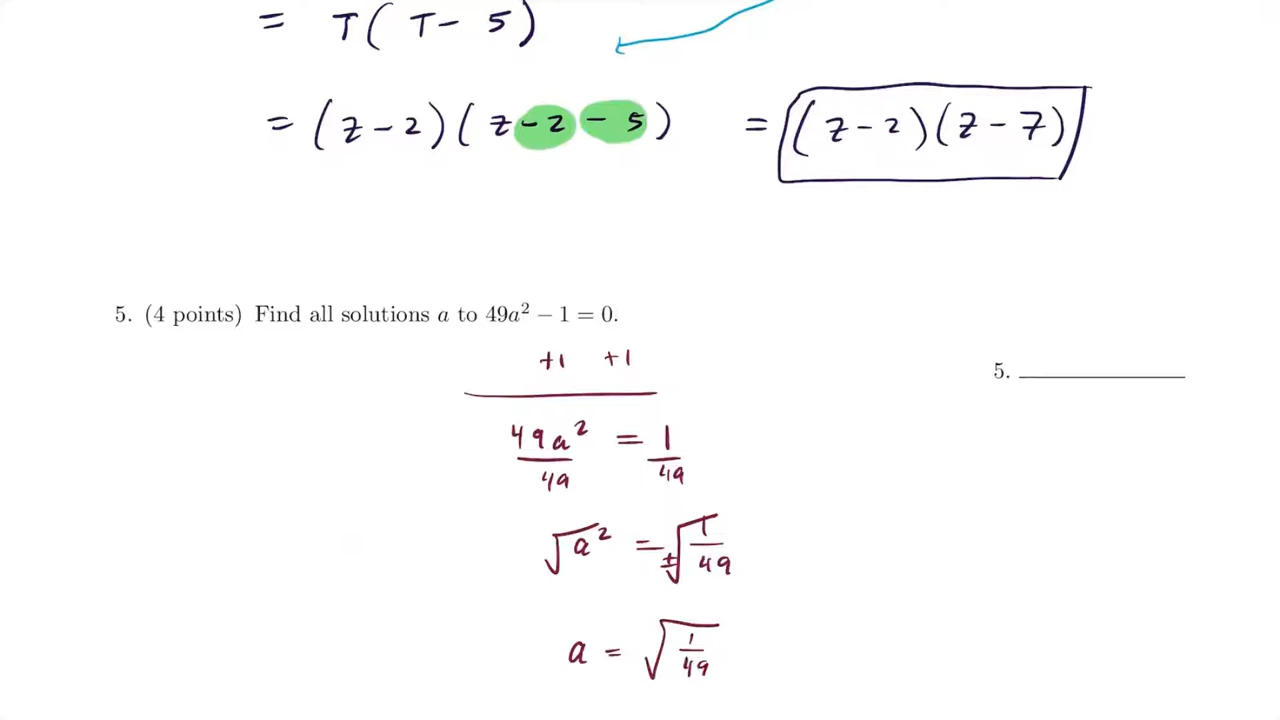 = T(T-5)
= (z-2)(z-2-5) = (z-2)(z-7)
5. (4 points) Find all solutions a to 49a² − 1 = 0.
+1 +1
5.
49a²/49 = 1/49
√a² = ±√1/49
a = √1/49